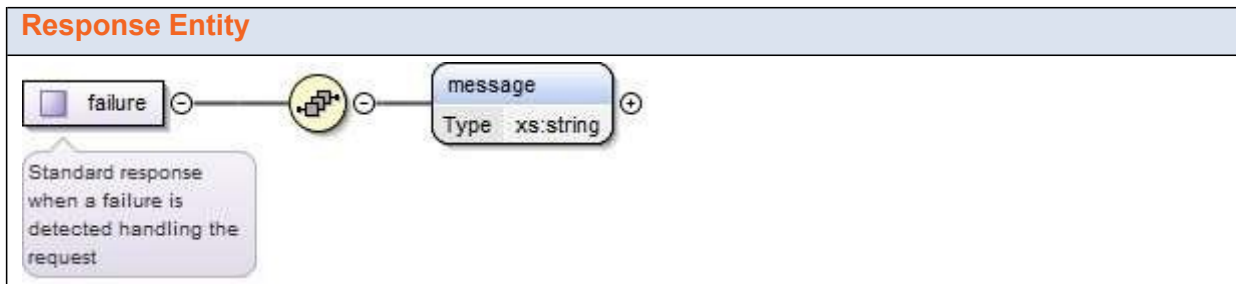 Response Entity
failure
message
Type xs:string
Standard response
when a failure is
detected handling the
request